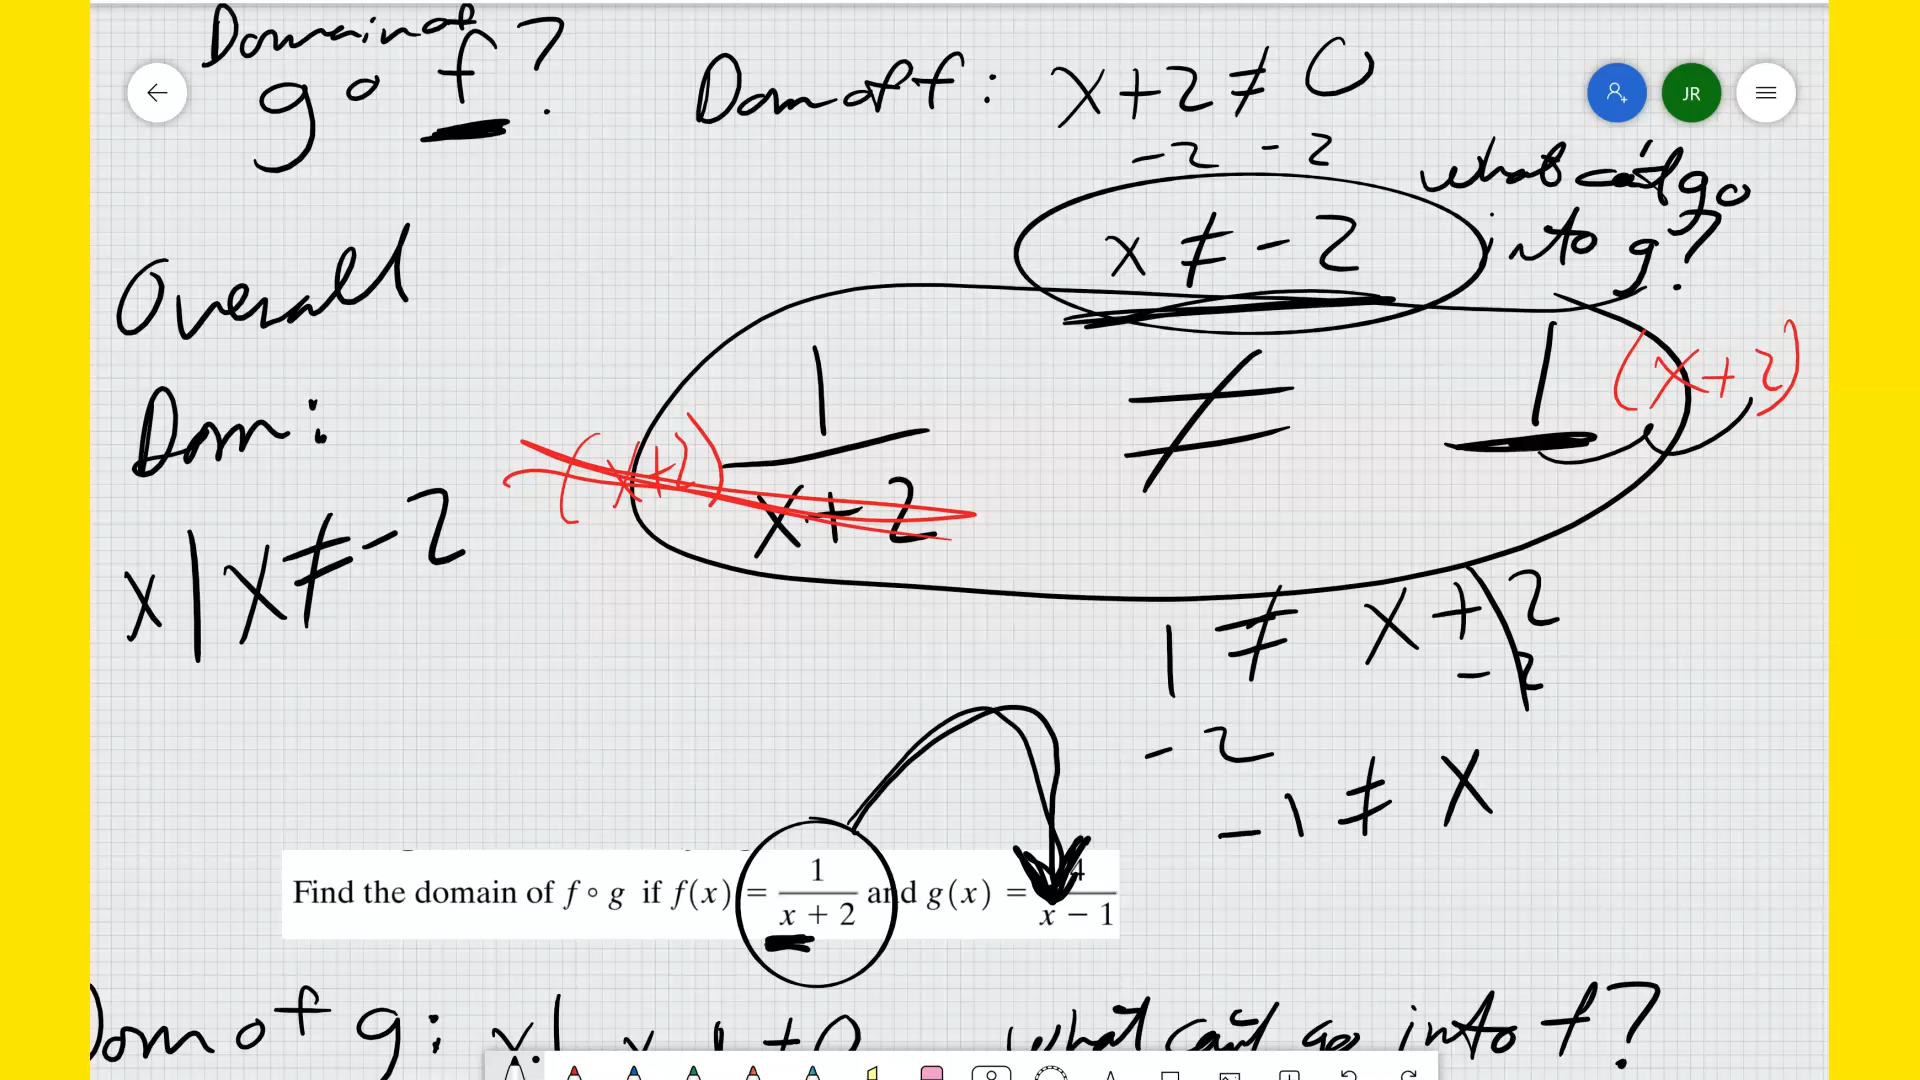 Domain of
g ∘ f ?
Dom of f : x + 2 ≠ 0
- 2 - 2
x ≠ - 2
what can't go
into g?
JR
Overall
Dom :
x | x ≠ - 2
(x+2) 1 / x + 2 ≠ 1 (x+2)
1 ≠ x + 2
- 2 - 2
- 1 ≠ x
Find the domain of f ∘ g if f(x) = 1 / x + 2 and g(x) = 4 / x − 1
Dom of g : x |
what can't go into f ?